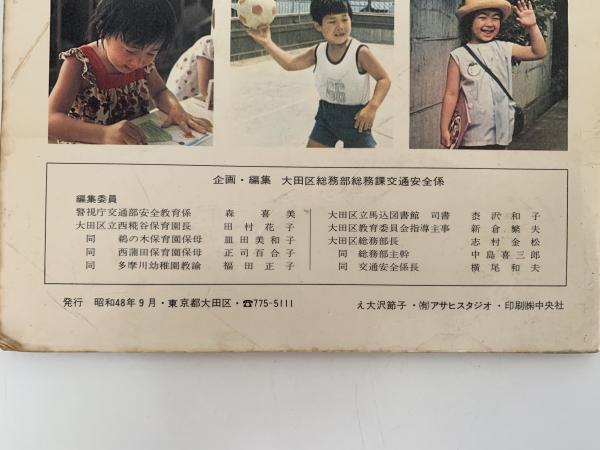 企画・編集 大田区総務部総務課交通安全係
編集委員
警視庁交通部安全教育係 森喜美
大田区立西糀谷保育園長 田村花子
同 鵜の木保育園保母 皿田美和子
同 西蒲田保育園保母 正司百合子
同 多摩川幼稚園教諭 福田正子
大田区立馬込図書館 司書 枩沢和子
大田区教育委員会指導主事 新倉繁夫
大田区総務部長 志村金松
同 総務部主幹 中島喜三郎
同 交通安全係長 横尾和夫
発行 昭和48年9月・東京都大田区・☎775-5111
え大沢節子・㈲アサヒスタジオ・印刷㈱中央社